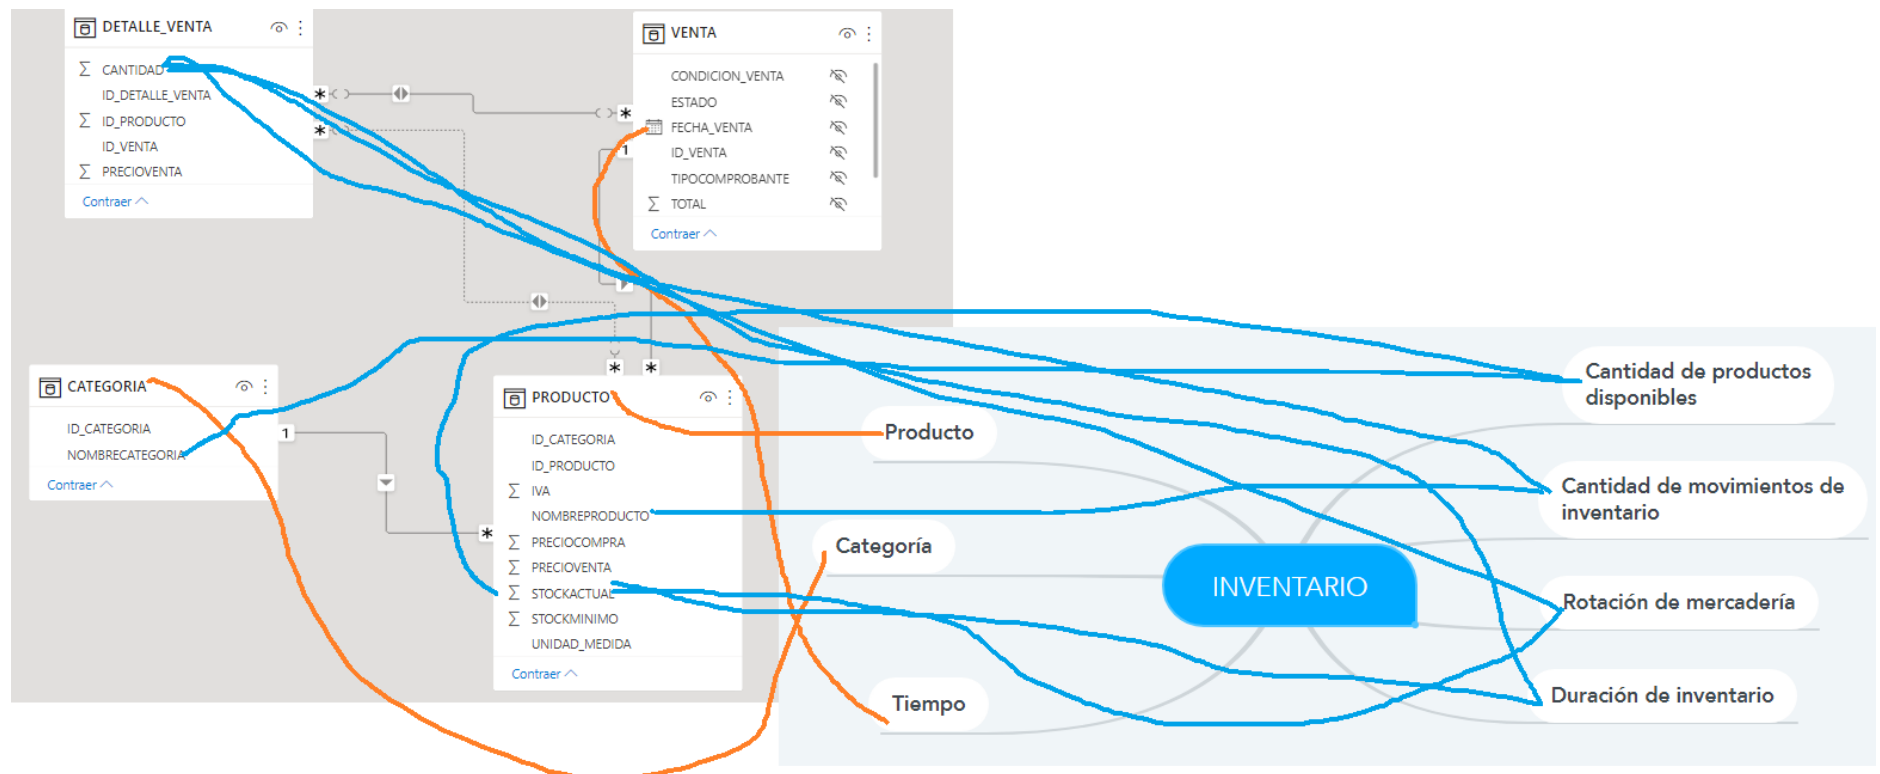 DETALLE_VENTA
CANTIDAD
ID_DETALLE_VENTA
ID_PRODUCTO
ID_VENTA
PRECIOVENTA
Contraer
VENTA
CONDICION_VENTA
ESTADO
FECHA_VENTA
ID_VENTA
TIPOCOMPROBANTE
TOTAL
Contraer
*
*
*
1
*
*
CATEGORIA
ID_CATEGORIA
NOMBRECATEGORIA
Contraer
1
*
PRODUCTO
ID_CATEGORIA
ID_PRODUCTO
IVA
NOMBREPRODUCTO
PRECIOCOMPRA
PRECIOVENTA
STOCKACTUAL
STOCKMINIMO
UNIDAD_MEDIDA
Contraer
Producto
Categoría
Tiempo
INVENTARIO
Cantidad de productos
disponibles
Cantidad de movimientos de
inventario
Rotación de mercadería
Duración de inventario